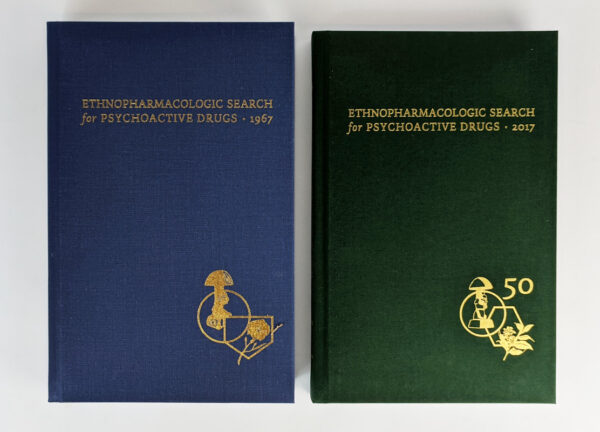 ETHNOPHARMACOLOGIC SEARCH
for PSYCHOACTIVE DRUGS · 1967
ETHNOPHARMACOLOGIC SEARCH
for PSYCHOACTIVE DRUGS · 2017
50